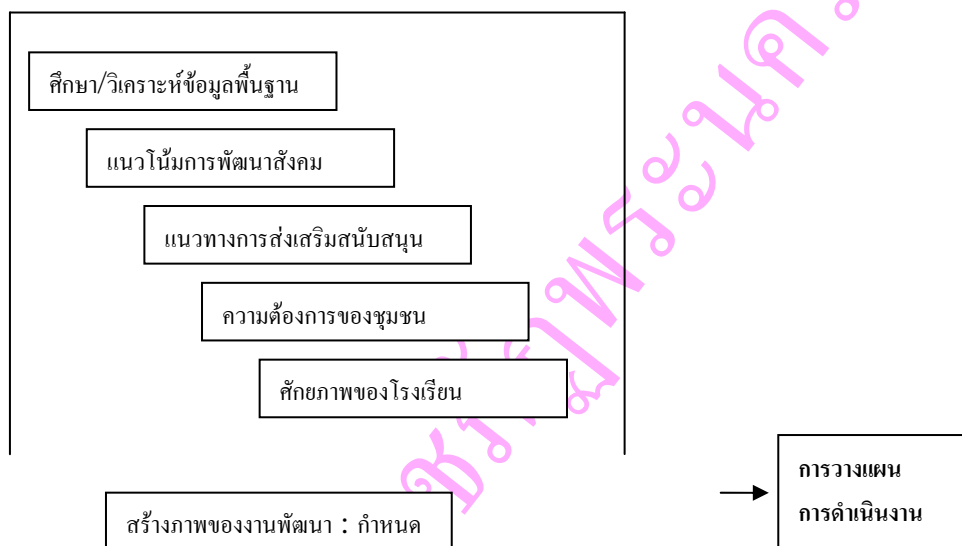 ศึกษา/วิเคราะห์ข้อมูลพื้นฐาน
แนวโน้มการพัฒนาสังคม
แนวทางการส่งเสริมสนับสนุน
ความต้องการของชุมชน
ศักยภาพของโรงเรียน
สร้างภาพของงานพัฒนา : กำหนด
การวางแผน
การดำเนินงาน